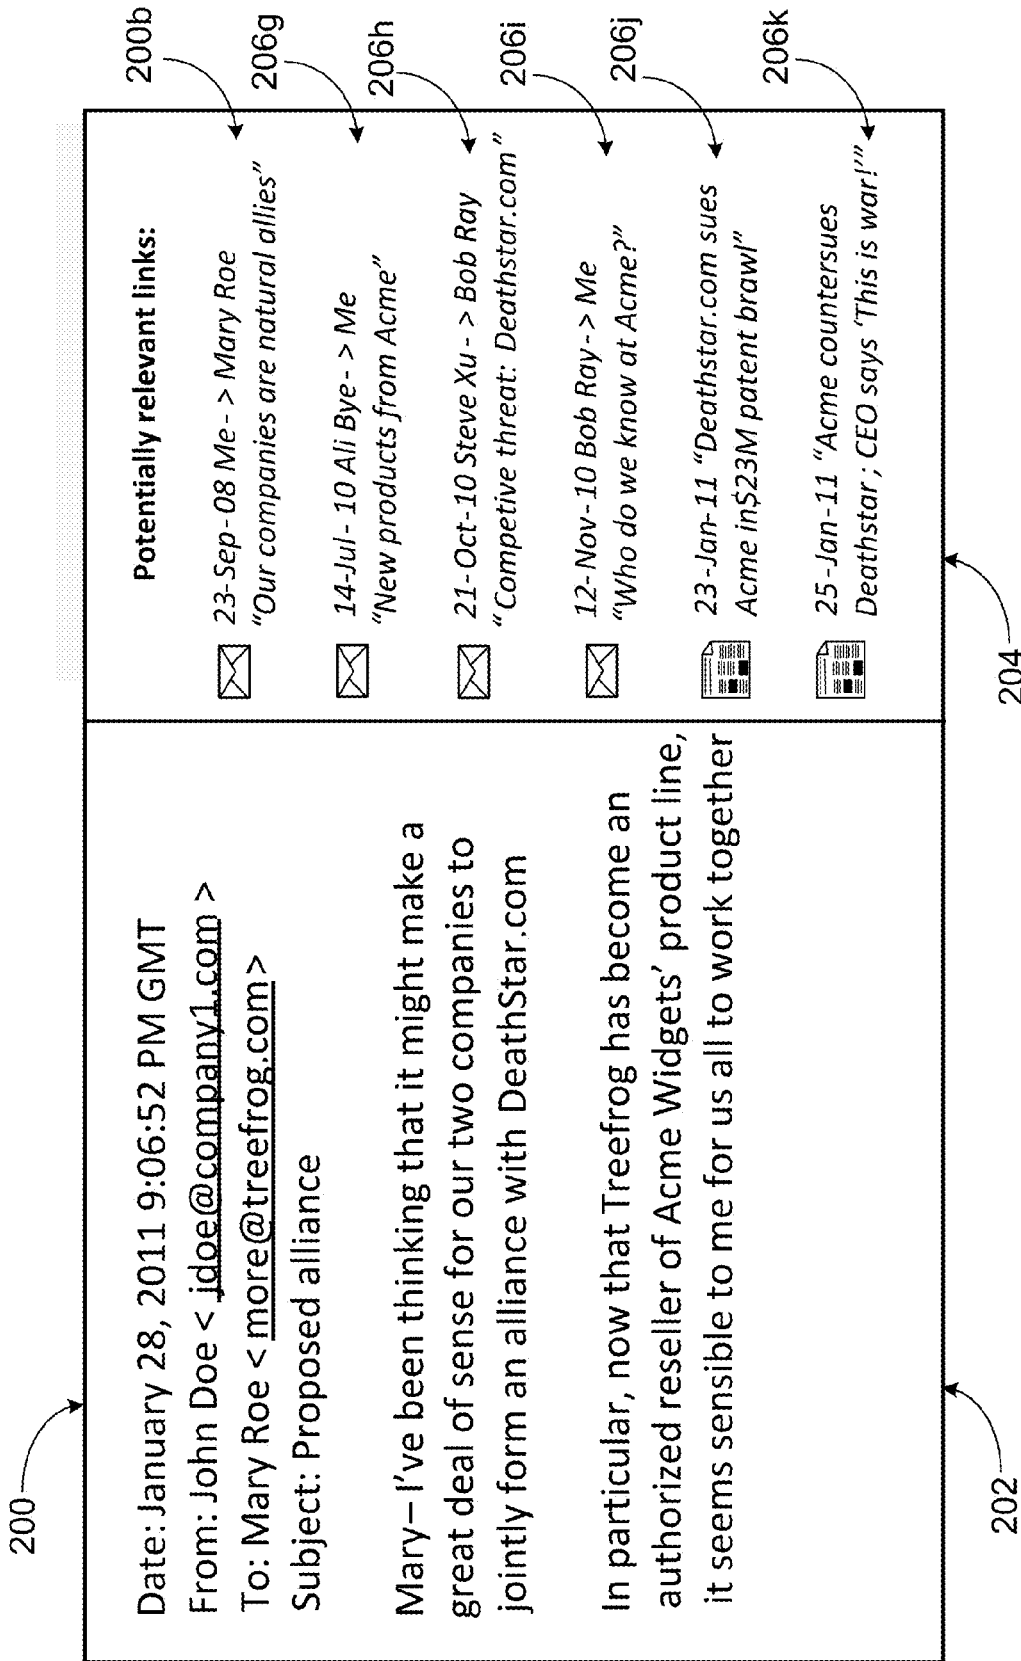 200
Date: January 28, 2011 9:06:52 PM GMT
From: John Doe < jdoe@company1.com >
To: Mary Roe < more@treefrog.com >
Subject: Proposed alliance
Mary– I've been thinking that it might make a
great deal of sense for our two companies to
jointly form an alliance with DeathStar.com
In particular, now that Treefrog has become an
authorized reseller of Acme Widgets' product line,
it seems sensible to me for us all to work together
202
Potentially relevant links:
23-Sep-08 Me - > Mary Roe
“Our companies are natural allies”
200b
14-Jul - 10 Ali Bye - > Me
“New products from Acme”
206g
21-Oct-10 Steve Xu - > Bob Ray
“Competive threat: Deathstar.com”
206h
12-Nov-10 Bob Ray-> Me
“Who do we know at Acme?”
206i
23-Jan-11 “Deathstar.com sues
Acme in$23M patent brawl”
206j
25-Jan-11 “Acme countersues
Deathstar ; CEO says ‘This is war!’”
206k
204